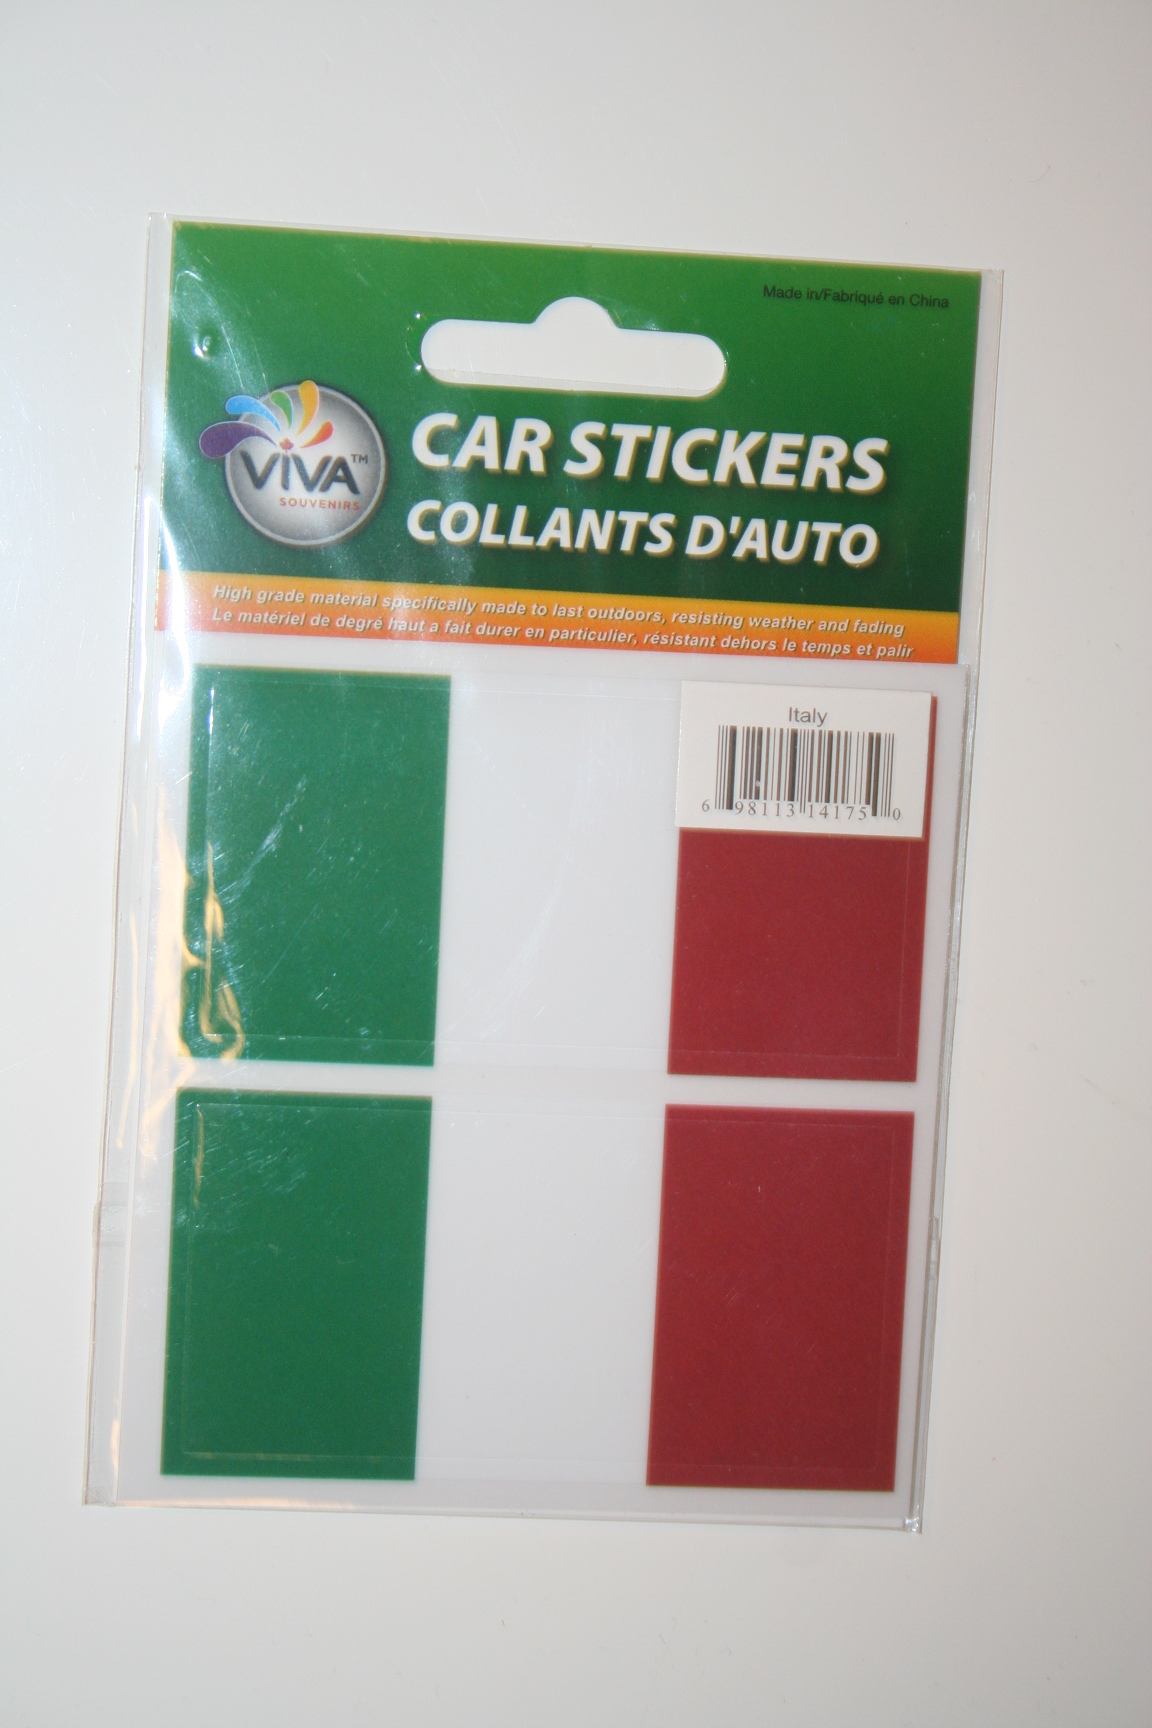 Made in/Fabriqué en China
VIVA™
SOUVENIRS
CAR STICKERS
COLLANTS D'AUTO
High grade material specifically made to last outdoors, resisting weather and fading
Le matériel de degré haut a fait durer en particulier, résistant dehors le temps et palir
Italy
6 98113 14175 0